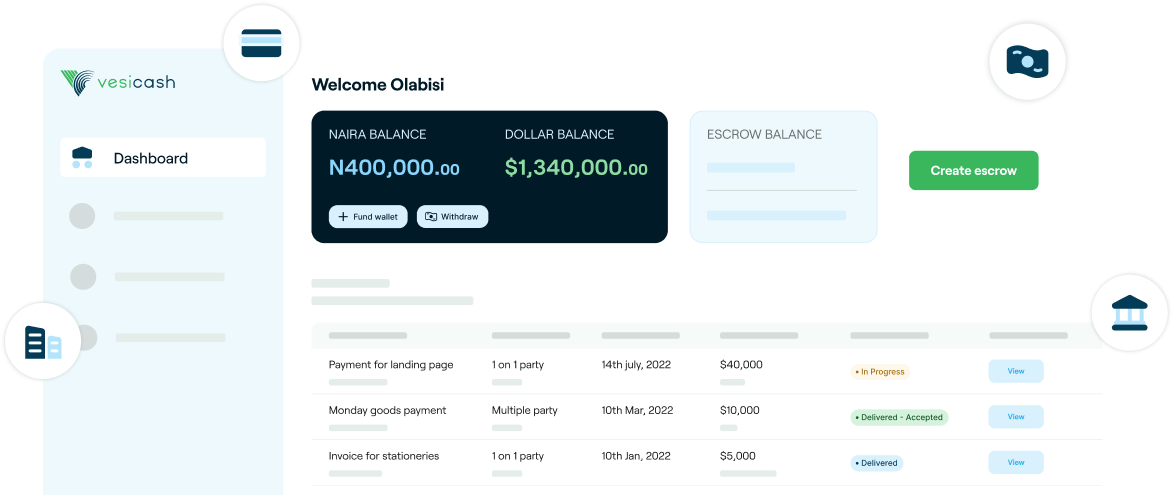 vesicash
Dashboard
Welcome Olabisi
NAIRA BALANCE
DOLLAR BALANCE
N400,000.00
$1,340,000.00
Fund wallet
Withdraw
ESCROW BALANCE
Create escrow
Payment for landing page 1 on 1 party 14th july, 2022 $40,000 • In Progress View
Monday goods payment Multiple party 10th Mar, 2022 $10,000 • Delivered - Accepted View
Invoice for stationeries 1 on 1 party 10th Jan, 2022 $5,000 • Delivered View